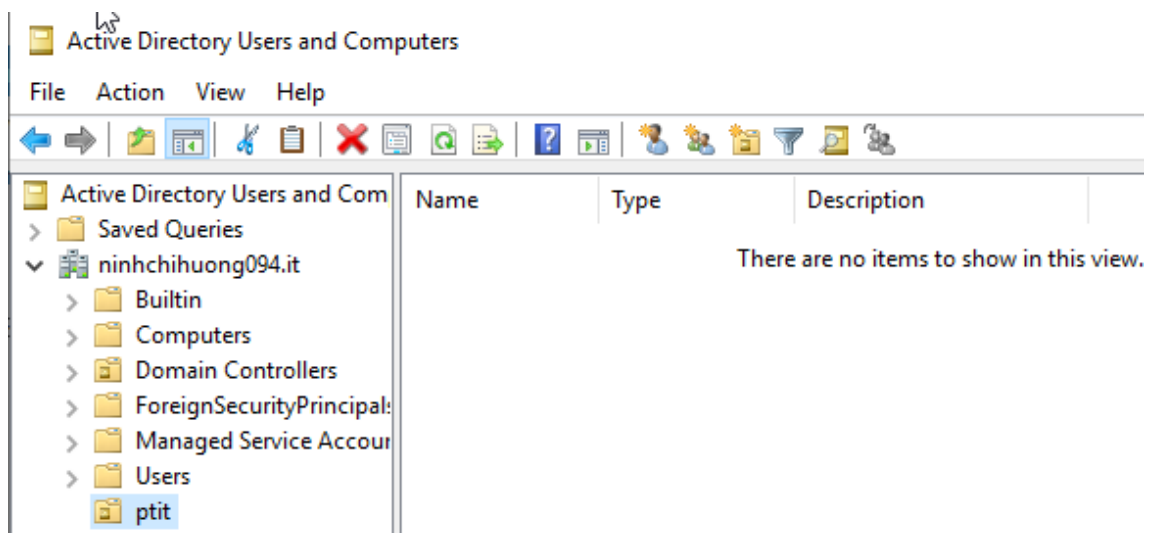 Active Directory Users and Computers
File Action View Help
Active Directory Users and Com
Name Type Description
Saved Queries
ninhchihuong094.it
There are no items to show in this view.
Builtin
Computers
Domain Controllers
ForeignSecurityPrincipals
Managed Service Accour
Users
ptit